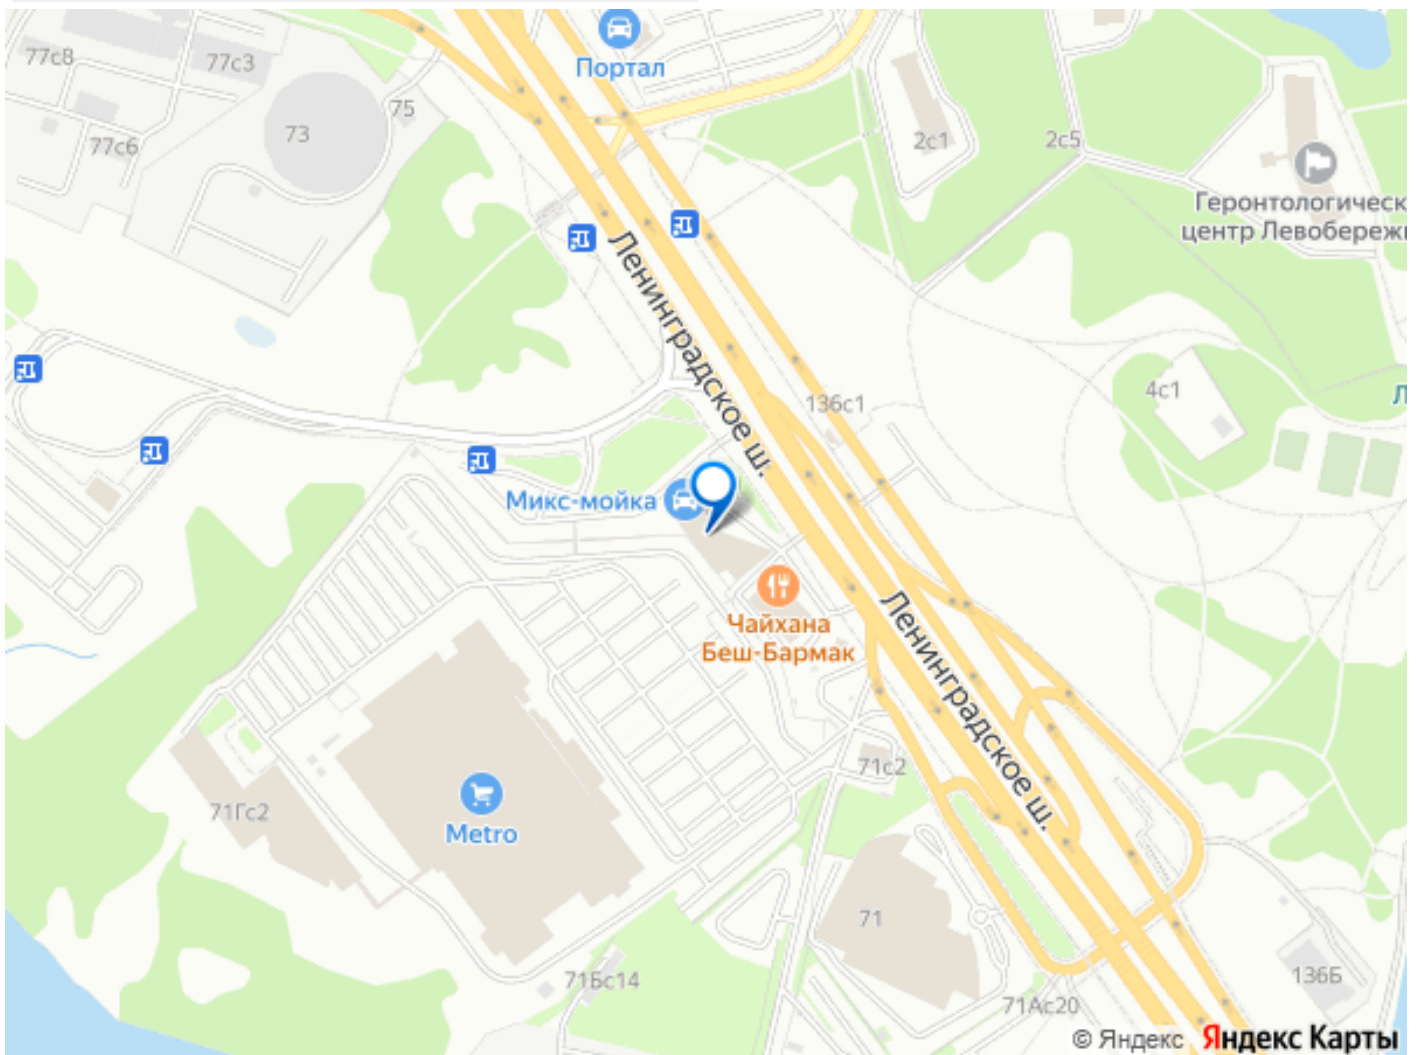 77с8
77с3
Портал
73
75
77с6
2с1
2с5
Геронтологическ
центр Левобереж
Ленинградское ш.
136с1
4с1
Л
Микс-мойка
Чайхана
Беш-Бармак
Ленинградское ш.
71с2
71Гс2
Metro
71
71Бс14
71Ас20
136Б
© Яндекс Яндекс Карты